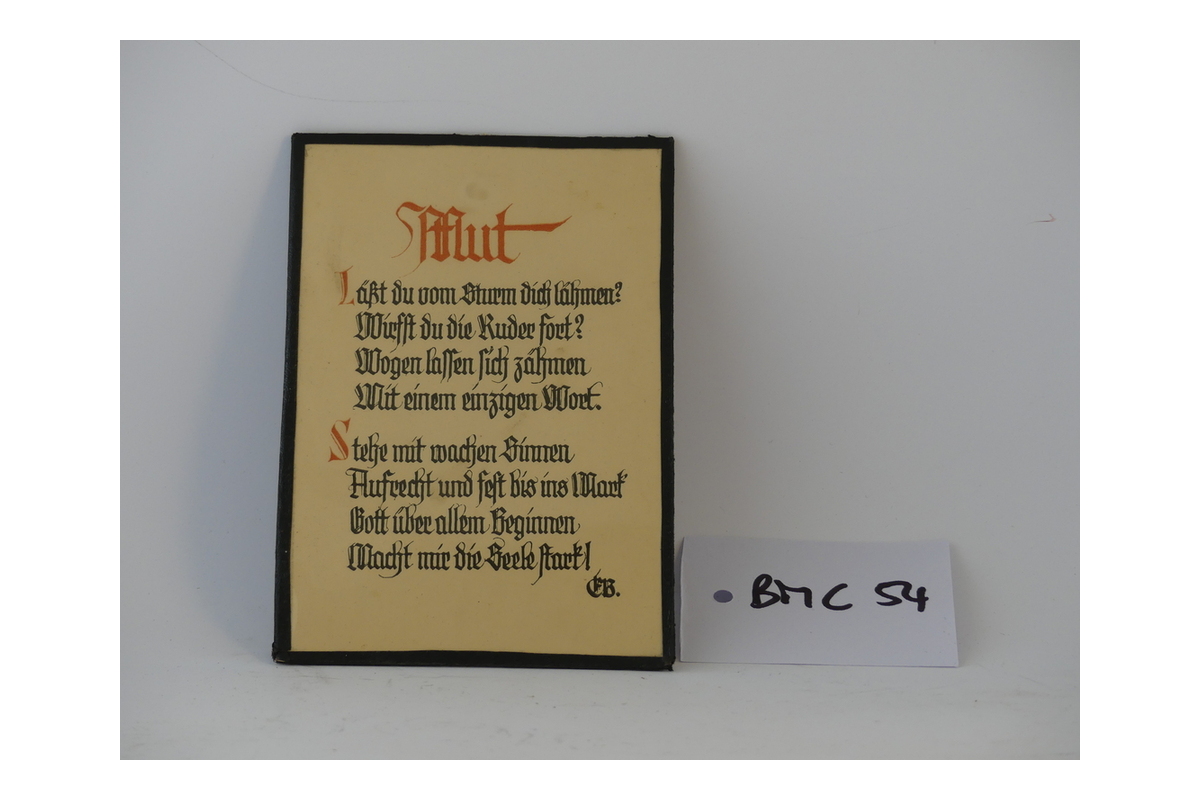 Mut
Läßt du vom Sturm dich lähmen?
Wirfst du die Ruder fort?
Wogen lassen sich zähmen
Mit einem einzigen Wort.
Stehe mit wachen Sinnen
Aufrecht und fest bis ins Mark
Gott über allem Beginnen
Macht mir die Seele stark!
EB.
BMC 54